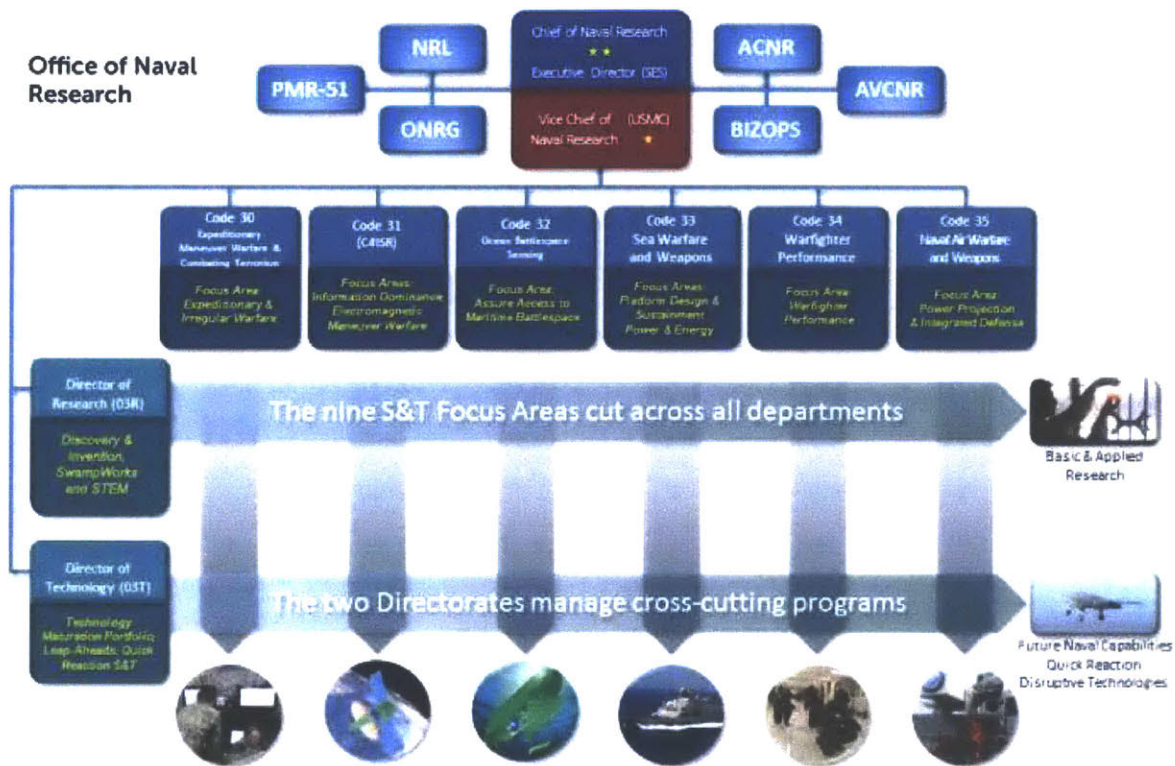 Office of Naval
Research
NRL
PMR-51
ONRG
Chief of Naval Research
Executive Director (SES)
Vice Chief of (USMC)
Naval Research
ACNR
AVCNR
BIZOPS
Code 30
Expeditionary
Maneuver Warfare &
Combating Terrorism
Focus Area:
Expeditionary &
Irregular Warfare
Code 31
(C4ISR)
Focus Areas:
Information Dominance
Electromagnetic
Maneuver Warfare
Code 32
Ocean Battlespace
Sensing
Focus Area:
Assure Access to
Maritime Battlespace
Code 33
Sea Warfare
and Weapons
Focus Areas:
Platform Design &
Sustainment
Power & Energy
Code 34
Warfighter
Performance
Focus Area:
Warfighter
Performance
Code 35
Naval Air Warfare
and Weapons
Focus Area:
Power Projection
& Integrated Defense
Director of
Research (03R)
Discovery &
Invention,
SwampWorks
and STEM
The nine S&T Focus Areas cut across all departments
Basic & Applied
Research
Director of
Technology (03T)
Technology
Maturation Portfolio,
Leap-Aheads, Quick
Reaction S&T
The two Directorates manage cross-cutting programs
Future Naval Capabilities
Quick Reaction
Disruptive Technologies